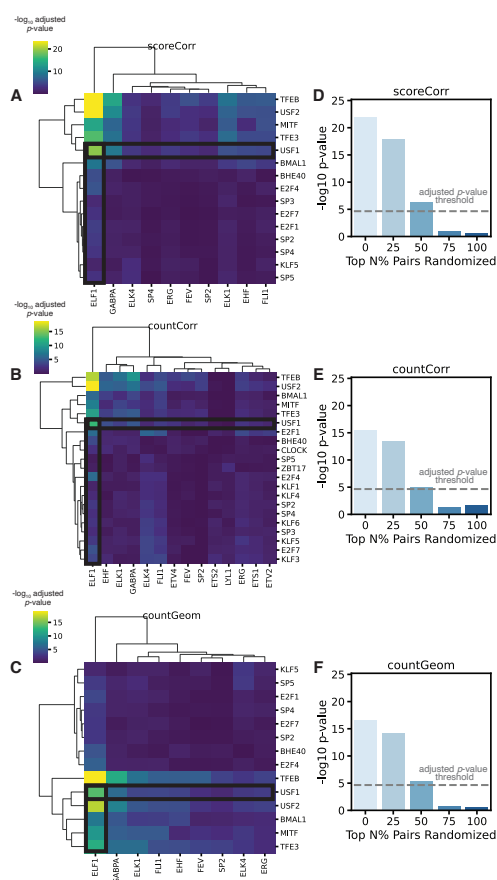 -log₁₀ adjusted
p-value
20
10
scoreCorr
A
TFEB
USF2
MITF
TFE3
USF1
BMAL1
BHE40
E2F4
SP3
E2F7
E2F1
SP2
SP4
KLF5
SP5
ELF1
GABPA
ELK4
SP4
ERG
FEV
SP2
ELK1
EHF
FLI1
D
scoreCorr
-log10 p-value
25
20
15
10
5
0
adjusted p-value
threshold
0 25 50 75 100
Top N% Pairs Randomized
-log₁₀ adjusted
p-value
15
10
5
countCorr
B
TFEB
USF2
BMAL1
MITF
TFE3
USF1
E2F1
BHE40
CLOCK
SP5
ZBT17
E2F4
KLF1
KLF4
SP2
SP4
KLF6
SP3
KLF5
E2F7
KLF3
ELF1
EHF
ELK1
GABPA
ELK4
FLI1
ETV4
FEV
SP2
ETS2
LYL1
ERG
ETS1
ETV2
E
countCorr
-log10 p-value
25
20
15
10
5
0
adjusted p-value
threshold
0 25 50 75 100
Top N% Pairs Randomized
-log₁₀ adjusted
p-value
15
10
5
countGeom
C
KLF5
SP5
E2F1
SP4
E2F7
SP2
BHE40
E2F4
TFEB
USF1
USF2
BMAL1
MITF
TFE3
ELF1
GABPA
ELK1
FLI1
EHF
FEV
SP2
ELK4
ERG
F
countGeom
-log10 p-value
25
20
15
10
5
0
adjusted p-value
threshold
0 25 50 75 100
Top N% Pairs Randomized